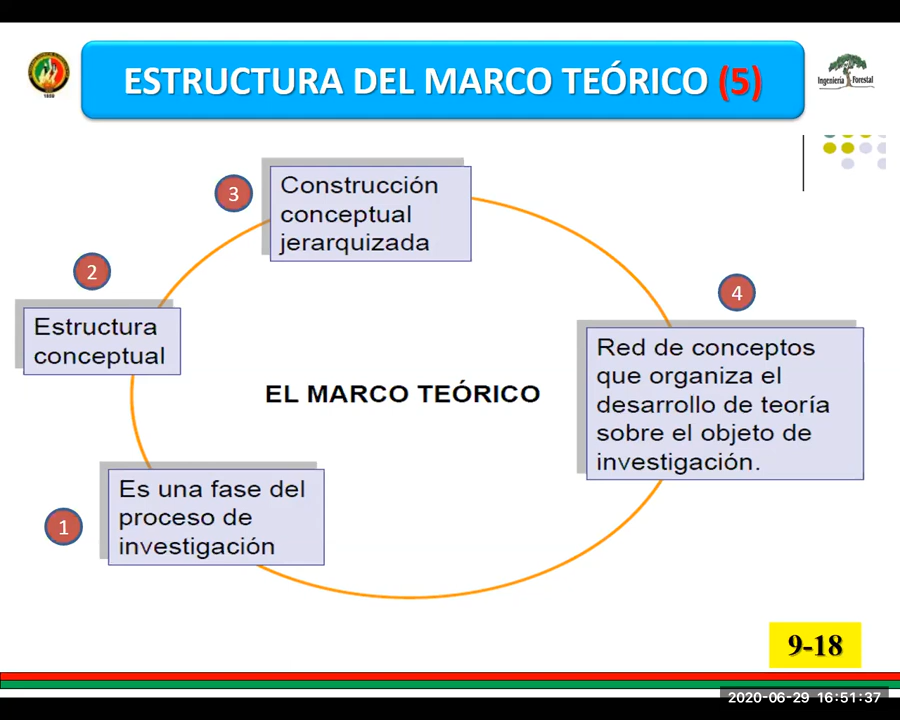 ESTRUCTURA DEL MARCO TEÓRICO (5)
1859
Ingeniería Forestal
3
Construcción
conceptual
jerarquizada
2
Estructura
conceptual
4
Red de conceptos
que organiza el
desarrollo de teoría
sobre el objeto de
investigación.
EL MARCO TEÓRICO
1
Es una fase del
proceso de
investigación
9-18
2020-06-29 16:51:37